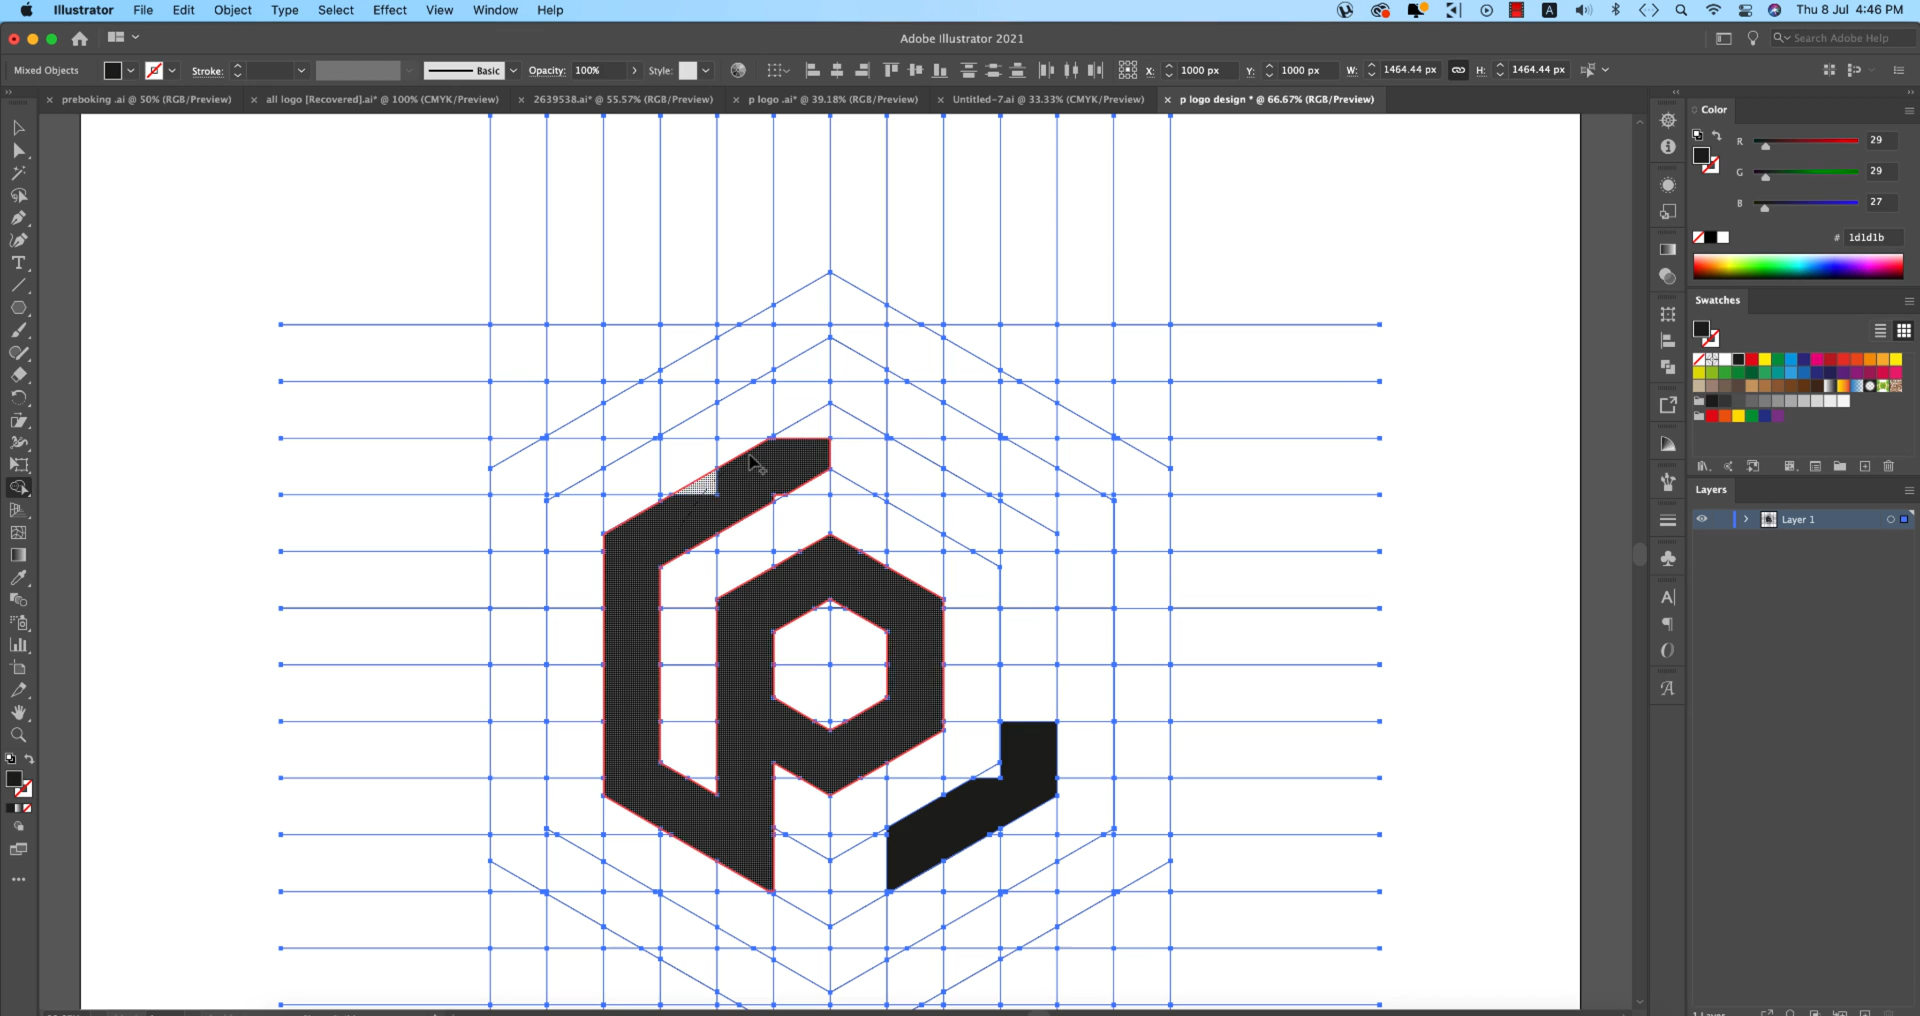 Illustrator File Edit Object Type Select Effect View Window Help Thu 8 Jul 4:46 PM
Adobe Illustrator 2021
Search Adobe Help
Mixed Objects Stroke: Basic Opacity: 100% Style: X: 1000 px Y: 1000 px W: 1464.44 px H: 1464.44 px
preboking .ai @ 50% (RGB/Preview) all logo [Recovered].ai* @ 100% (CMYK/Preview) 2639538.ai* @ 55.57% (RGB/Preview) p logo .ai* @ 39.18% (RGB/Preview) Untitled-7.ai @ 33.33% (CMYK/Preview) p logo design * @ 66.67% (RGB/Preview)
Color
R 29
G 29
B 27
# 1d1d1b
Swatches
Layers
Layer 1